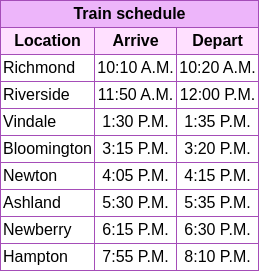 Train schedule
Location Arrive Depart
Richmond 10:10 A.M. 10:20 A.M.
Riverside 11:50 A.M. 12:00 P.M.
Vindale 1:30 P.M. 1:35 P.M.
Bloomington 3:15 P.M. 3:20 P.M.
Newton 4:05 P.M. 4:15 P.M.
Ashland 5:30 P.M. 5:35 P.M.
Newberry 6:15 P.M. 6:30 P.M.
Hampton 7:55 P.M. 8:10 P.M.